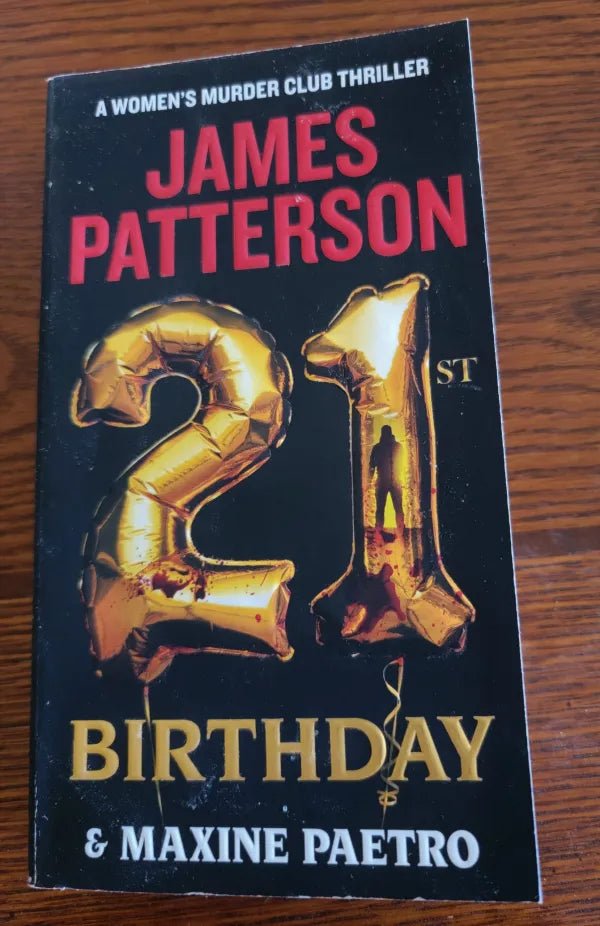 A WOMEN'S MURDER CLUB THRILLER
JAMES
PATTERSON
21ST
BIRTHDAY
& MAXINE PAETRO